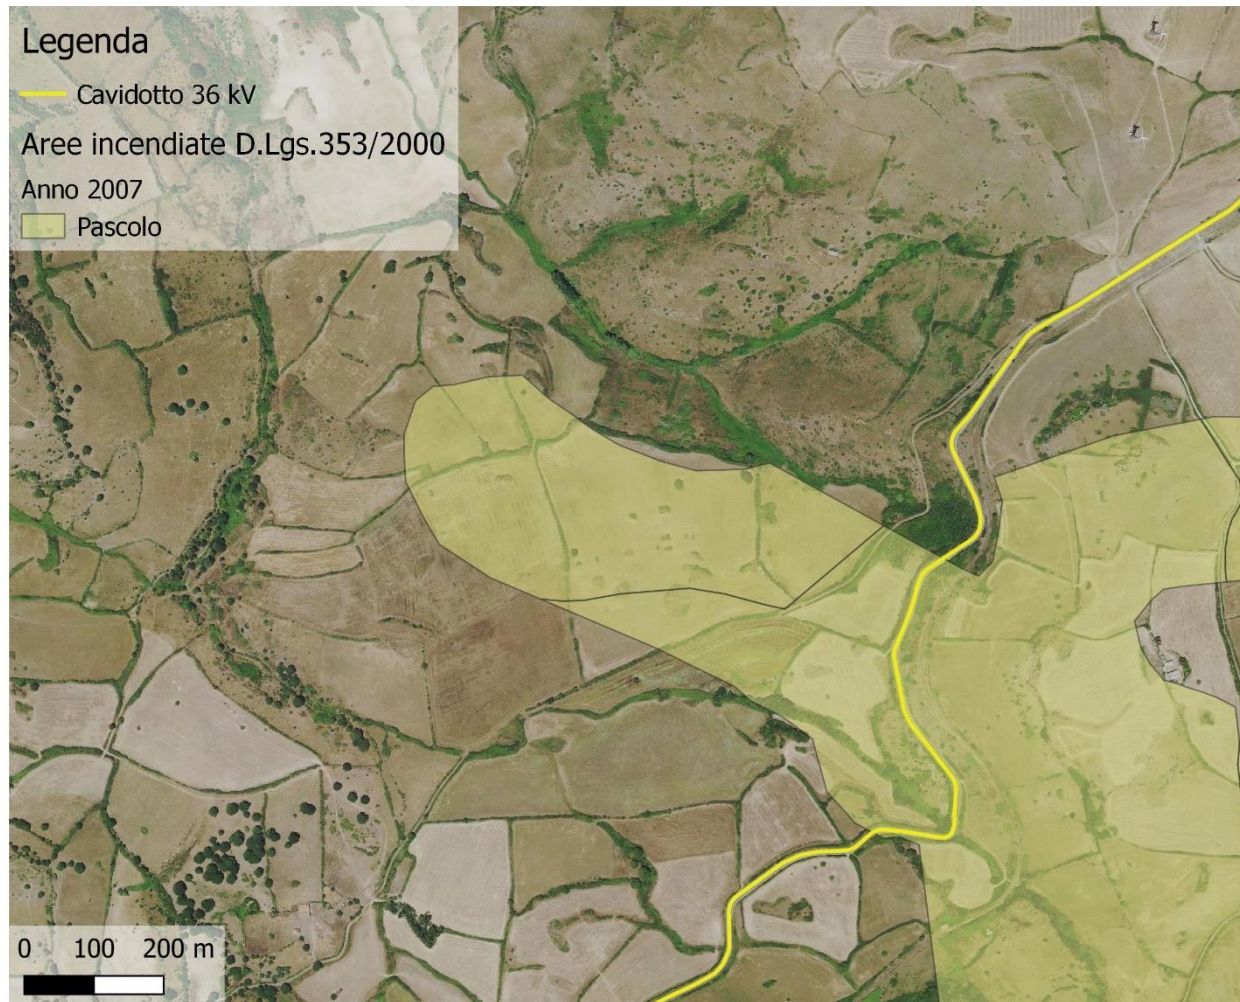 Legenda
Cavidotto 36 kV
Aree incendiate D.Lgs.353/2000
Anno 2007
Pascolo
0 100 200 m